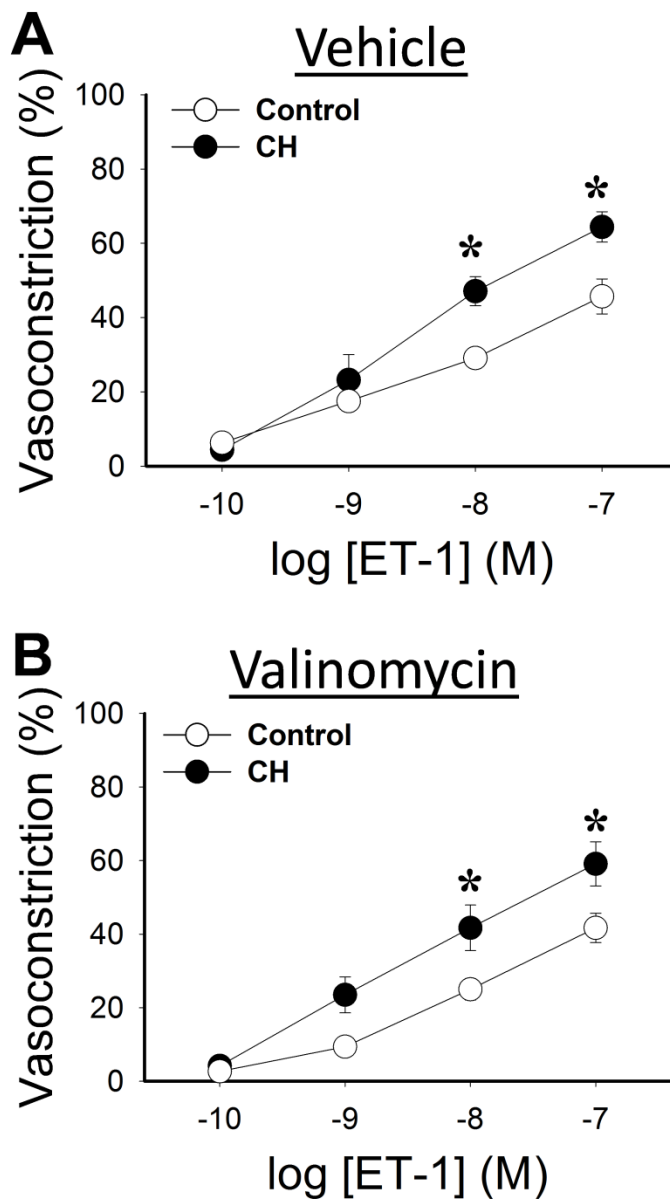 A
Vehicle
Vasoconstriction (%)
100
80
60
40
20
0
Control
CH
*
*
-10
-9
-8
-7
log [ET-1] (M)
B
Valinomycin
Vasoconstriction (%)
100
80
60
40
20
0
Control
CH
*
*
-10
-9
-8
-7
log [ET-1] (M)